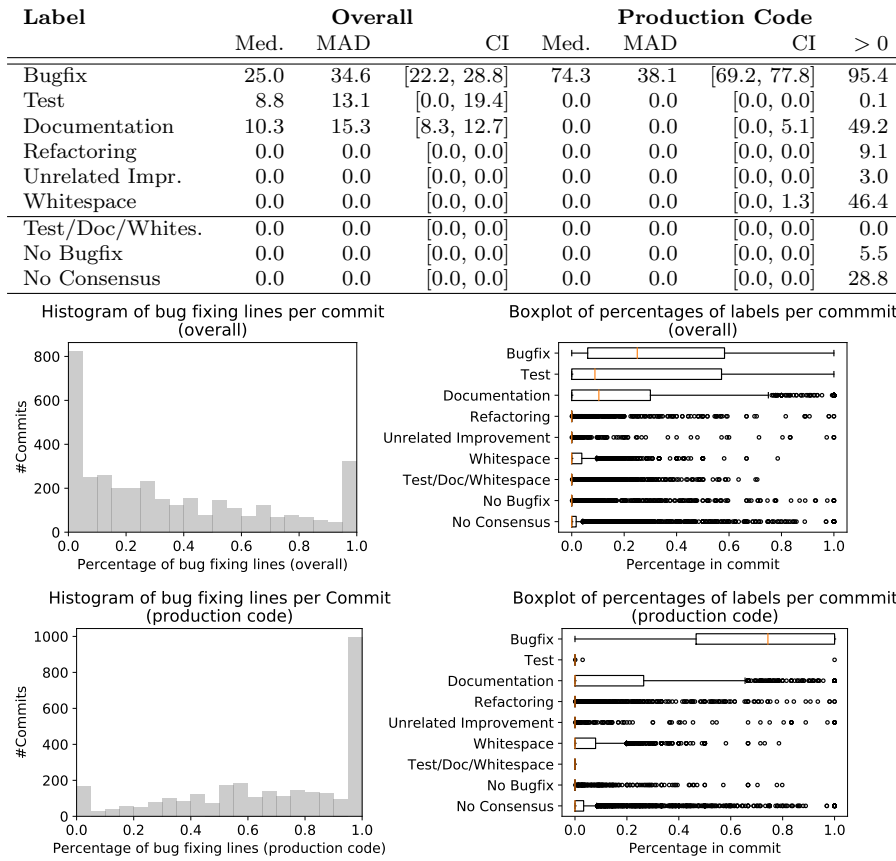 Label Overall Production Code
Med. MAD CI Med. MAD CI > 0
Bugfix 25.0 34.6 [22.2, 28.8] 74.3 38.1 [69.2, 77.8] 95.4
Test 8.8 13.1 [0.0, 19.4] 0.0 0.0 [0.0, 0.0] 0.1
Documentation 10.3 15.3 [8.3, 12.7] 0.0 0.0 [0.0, 5.1] 49.2
Refactoring 0.0 0.0 [0.0, 0.0] 0.0 0.0 [0.0, 0.0] 9.1
Unrelated Impr. 0.0 0.0 [0.0, 0.0] 0.0 0.0 [0.0, 0.0] 3.0
Whitespace 0.0 0.0 [0.0, 0.0] 0.0 0.0 [0.0, 1.3] 46.4
Test/Doc/Whites. 0.0 0.0 [0.0, 0.0] 0.0 0.0 [0.0, 0.0] 0.0
No Bugfix 0.0 0.0 [0.0, 0.0] 0.0 0.0 [0.0, 0.0] 5.5
No Consensus 0.0 0.0 [0.0, 0.0] 0.0 0.0 [0.0, 0.0] 28.8
Histogram of bug fixing lines per commit
(overall)
#Commits
800
600
400
200
0
0.0 0.2 0.4 0.6 0.8 1.0
Percentage of bug fixing lines (overall)
Boxplot of percentages of labels per commmit
(overall)
Bugfix
Test
Documentation
Refactoring
Unrelated Improvement
Whitespace
Test/Doc/Whitespace
No Bugfix
No Consensus
0.0 0.2 0.4 0.6 0.8 1.0
Percentage in commit
Histogram of bug fixing lines per Commit
(production code)
#Commits
1000
800
600
400
200
0
0.0 0.2 0.4 0.6 0.8 1.0
Percentage of bug fixing lines (production code)
Boxplot of percentages of labels per commmit
(production code)
Bugfix
Test
Documentation
Refactoring
Unrelated Improvement
Whitespace
Test/Doc/Whitespace
No Bugfix
No Consensus
0.0 0.2 0.4 0.6 0.8 1.0
Percentage in commit